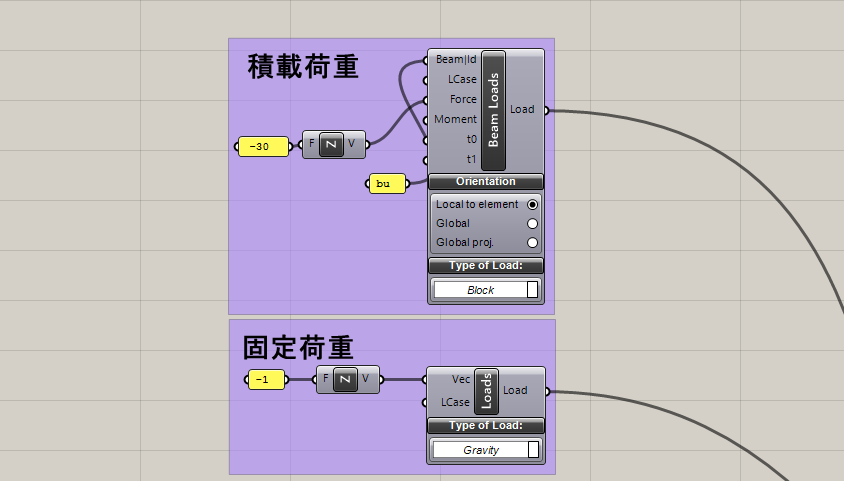 積載荷重
Beam|Id
LCase
Force
Moment
t0
t1
Beam Loads
Load
-30
F
Z
V
bu
Orientation
Local to element
Global
Global proj.
Type of Load:
Block
固定荷重
-1
F
Z
V
Vec
LCase
Loads
Load
Type of Load:
Gravity